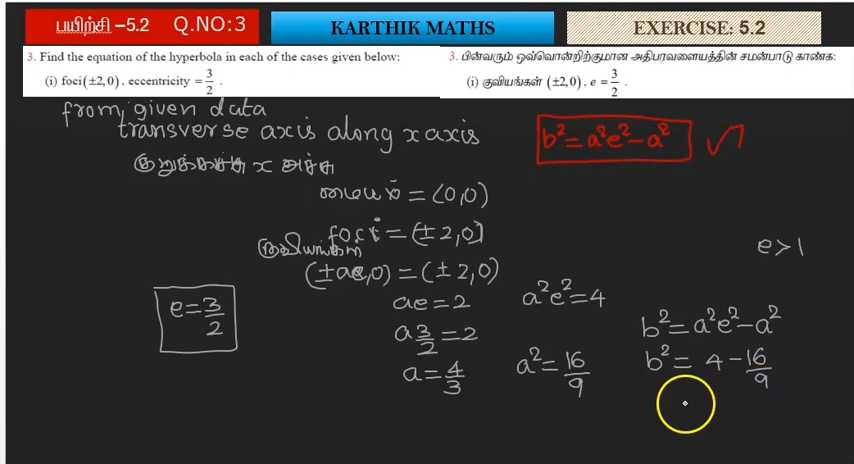 பயிற்சி –5.2 Q.NO:3
KARTHIK MATHS
EXERCISE: 5.2
3. Find the equation of the hyperbola in each of the cases given below:
(i) foci(±2,0), eccentricity = 3/2 .
3. பின்வரும் ஒவ்வொன்றிற்குமான அதிபரவளையத்தின் சமன்பாடு காண்க:
(i) குவியங்கள் (±2,0), e = 3/2 .
from given data
transverse axis along x axis
குறுக்கச்சு x அச்சு
b² = a²e² – a²
மையம் = (0,0)
குவியங்கள்
foci = (±2,0)
e > 1
(±ae,0) = (±2,0)
e = 3/2
ae = 2
a²e² = 4
a 3/2 = 2
b² = a²e² – a²
a = 4/3
a² = 16/9
b² = 4 – 16/9